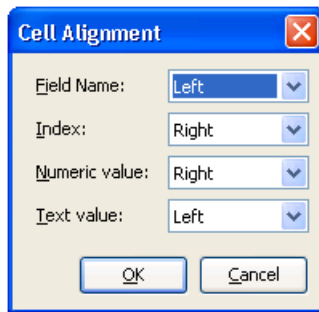 Cell Alignment
Field Name: Left
Index: Right
Numeric value: Right
Text value: Left
OK Cancel